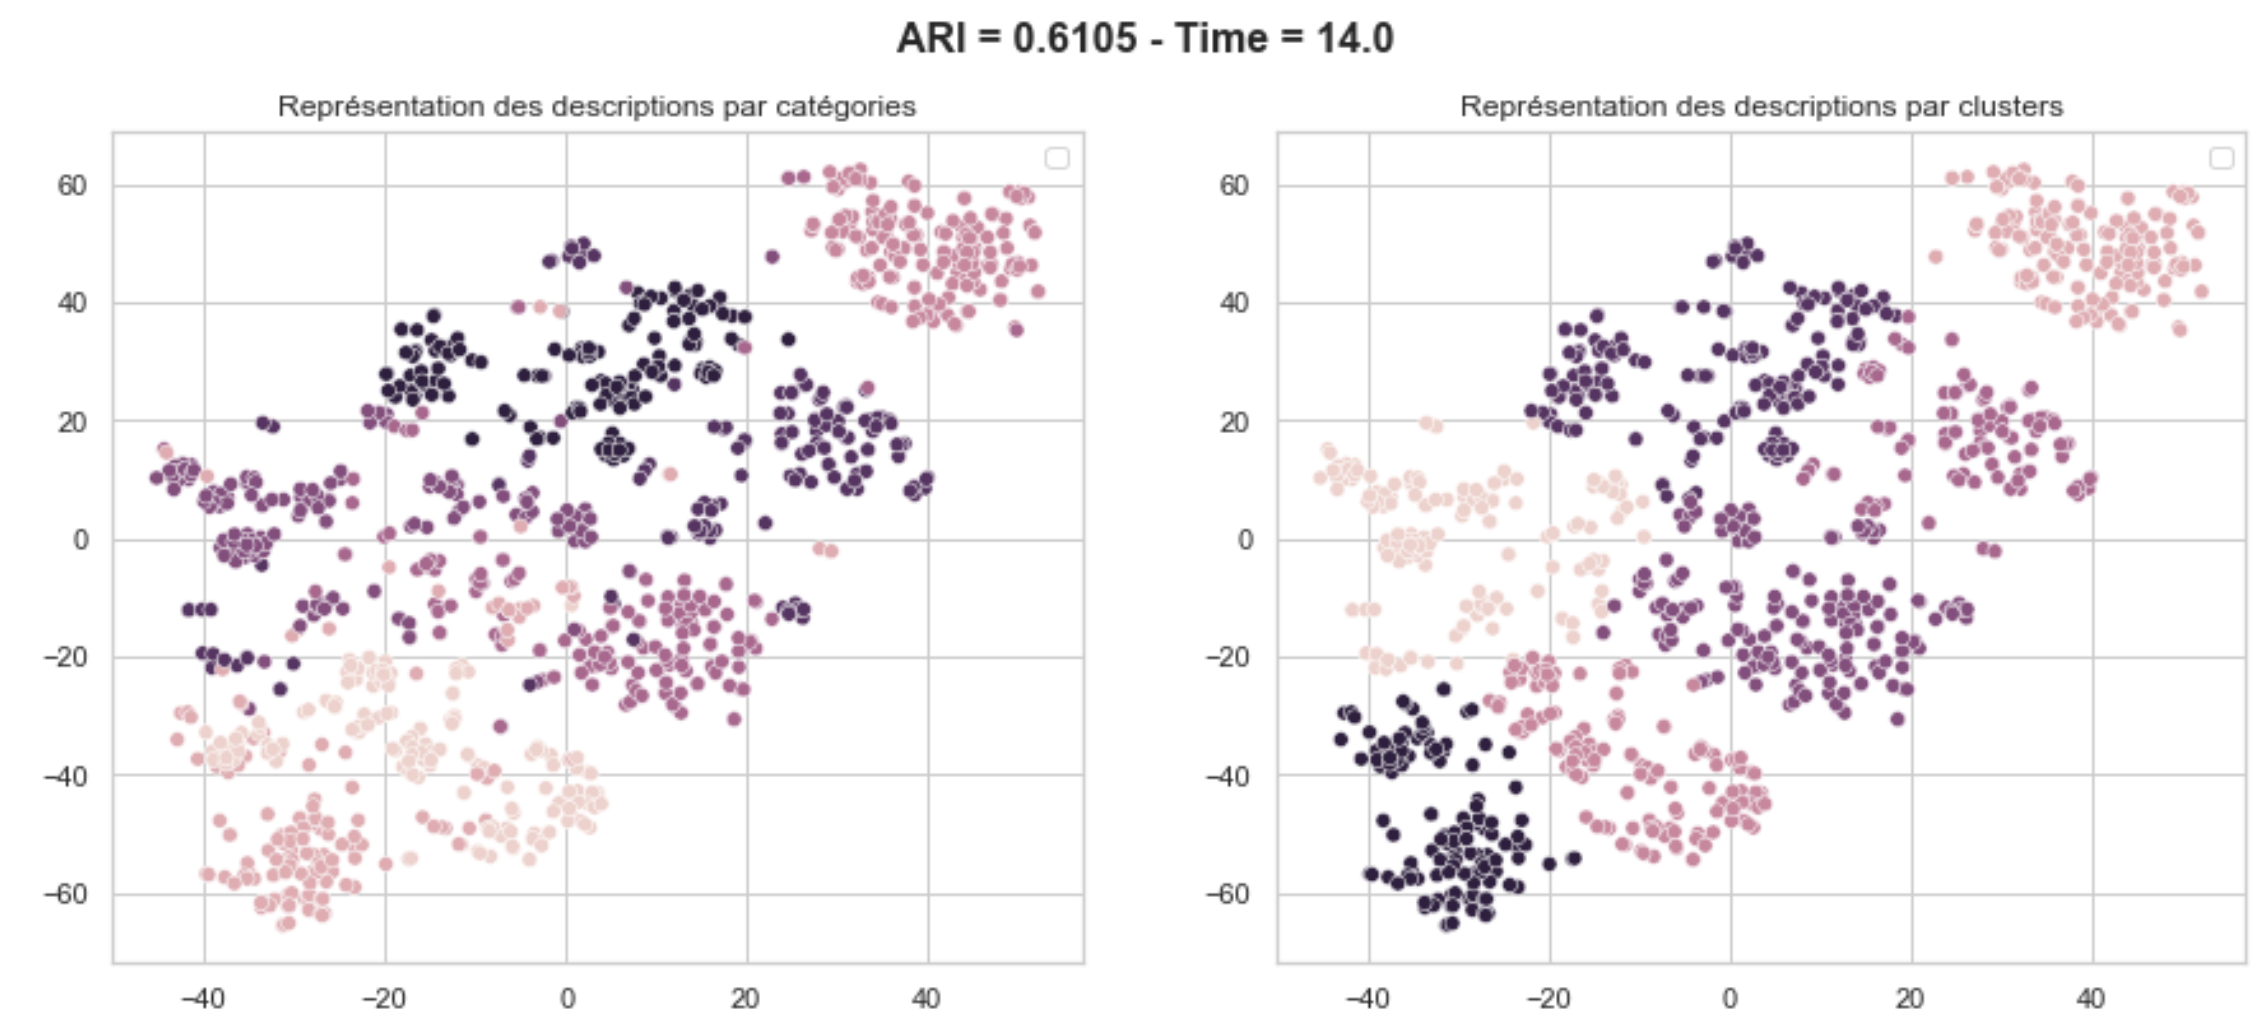 ARI = 0.6105 - Time = 14.0
Représentation des descriptions par catégories
60
40
20
0
−20
−40
−60
−40 −20 0 20 40
Représentation des descriptions par clusters
60
40
20
0
−20
−40
−60
−40 −20 0 20 40